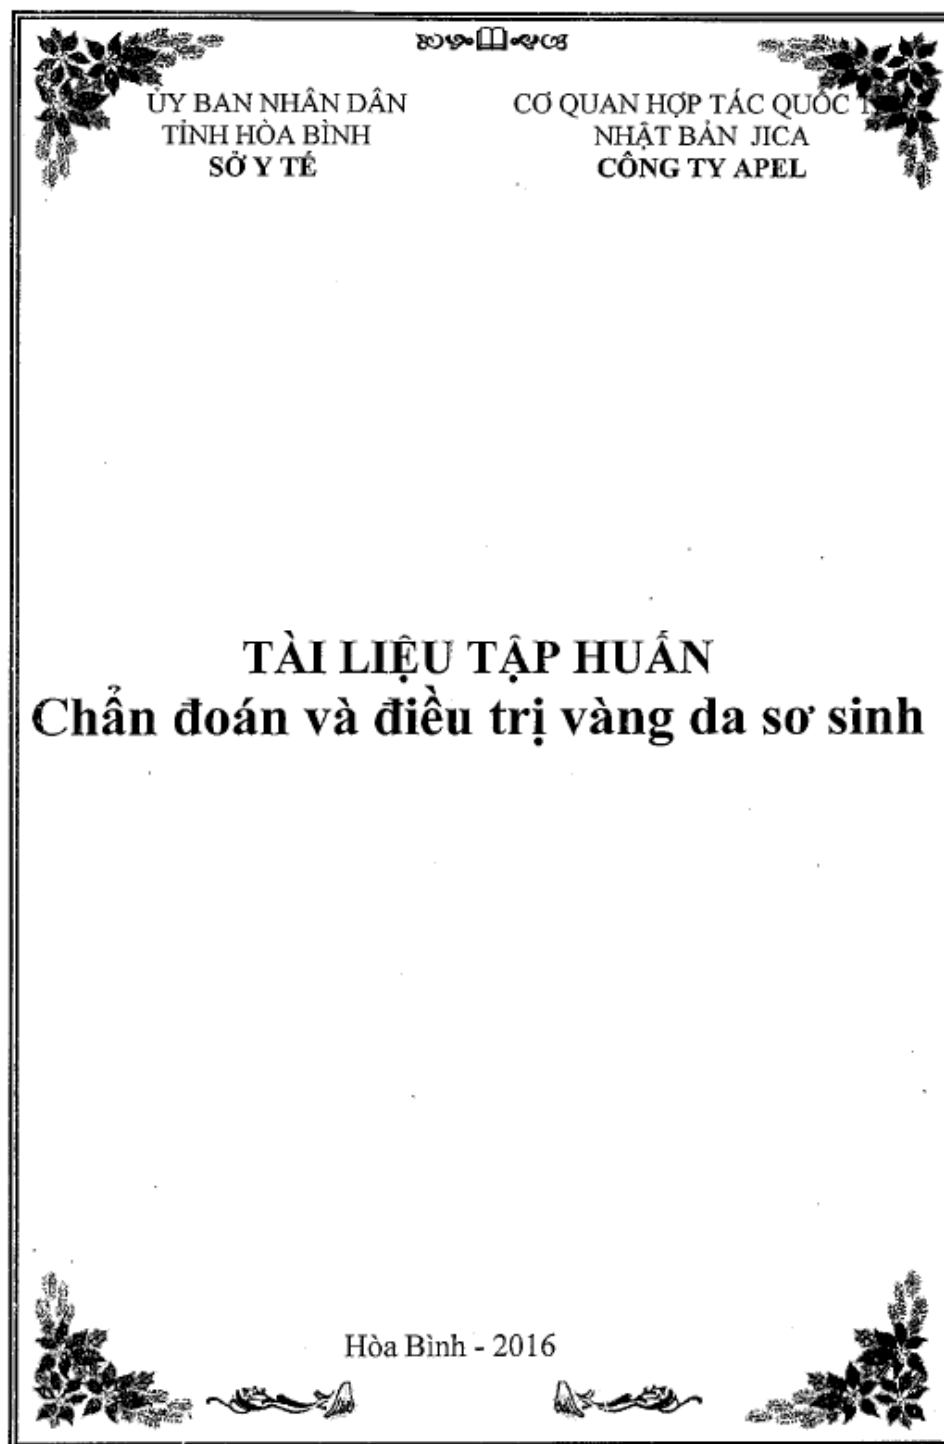 ỦY BAN NHÂN DÂN
TỈNH HÒA BÌNH
SỞ Y TẾ
CƠ QUAN HỢP TÁC QUỐC
NHẬT BẢN JICA
CÔNG TY APEL
TÀI LIỆU TẬP HUẤN
Chẩn đoán và điều trị vàng da sơ sinh
Hòa Bình - 2016